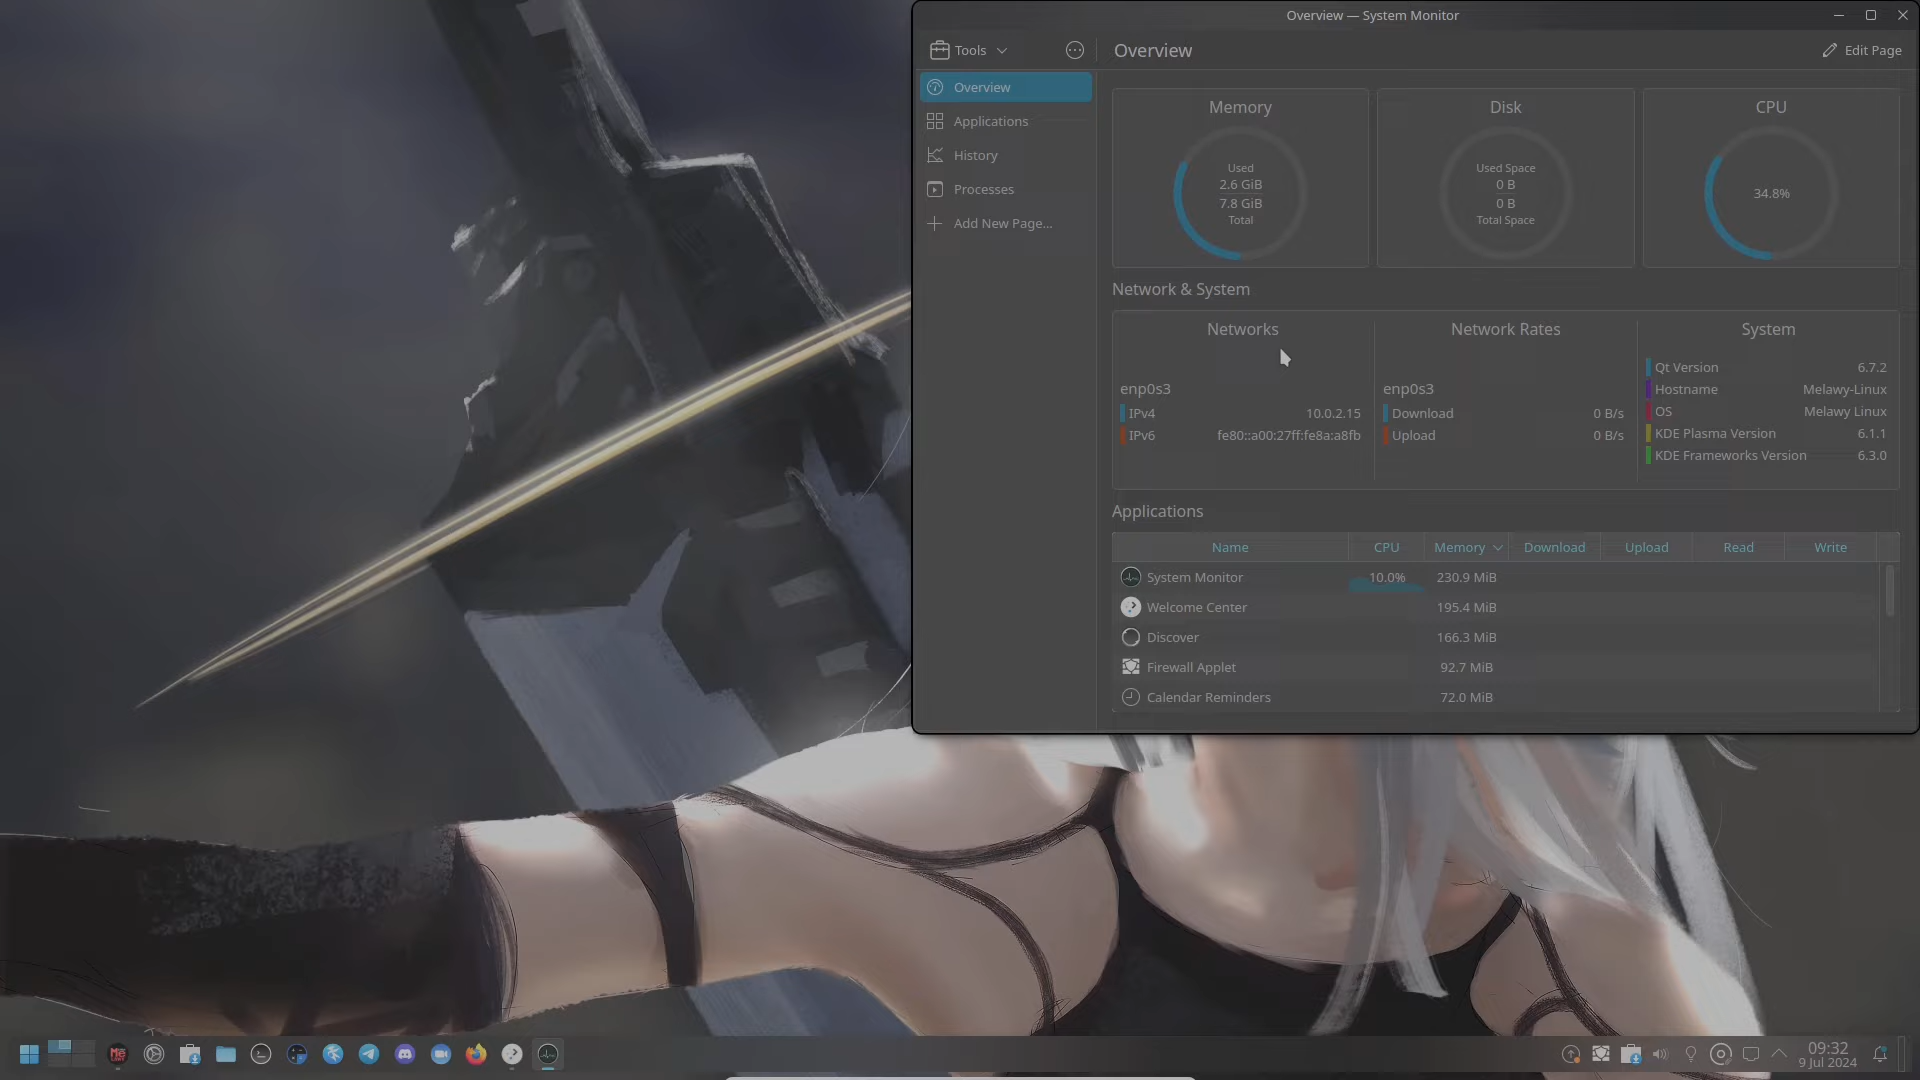 Overview — System Monitor
Tools
Overview
Edit Page
Overview
Applications
History
Processes
Add New Page...
Memory
Used
2.6 GiB
7.8 GiB
Total
Disk
Used Space
0 B
0 B
Total Space
CPU
34.8%
Network & System
Networks
enp0s3
IPv4 10.0.2.15
IPv6 fe80::a00:27ff:fe8a:a8fb
Network Rates
enp0s3
Download 0 B/s
Upload 0 B/s
System
Qt Version 6.7.2
Hostname Melawy-Linux
OS Melawy Linux
KDE Plasma Version 6.1.1
KDE Frameworks Version 6.3.0
Applications
Name CPU Memory Download Upload Read Write
System Monitor 10.0% 230.9 MiB
Welcome Center 195.4 MiB
Discover 166.3 MiB
Firewall Applet 92.7 MiB
Calendar Reminders 72.0 MiB
09:32
9 Jul 2024